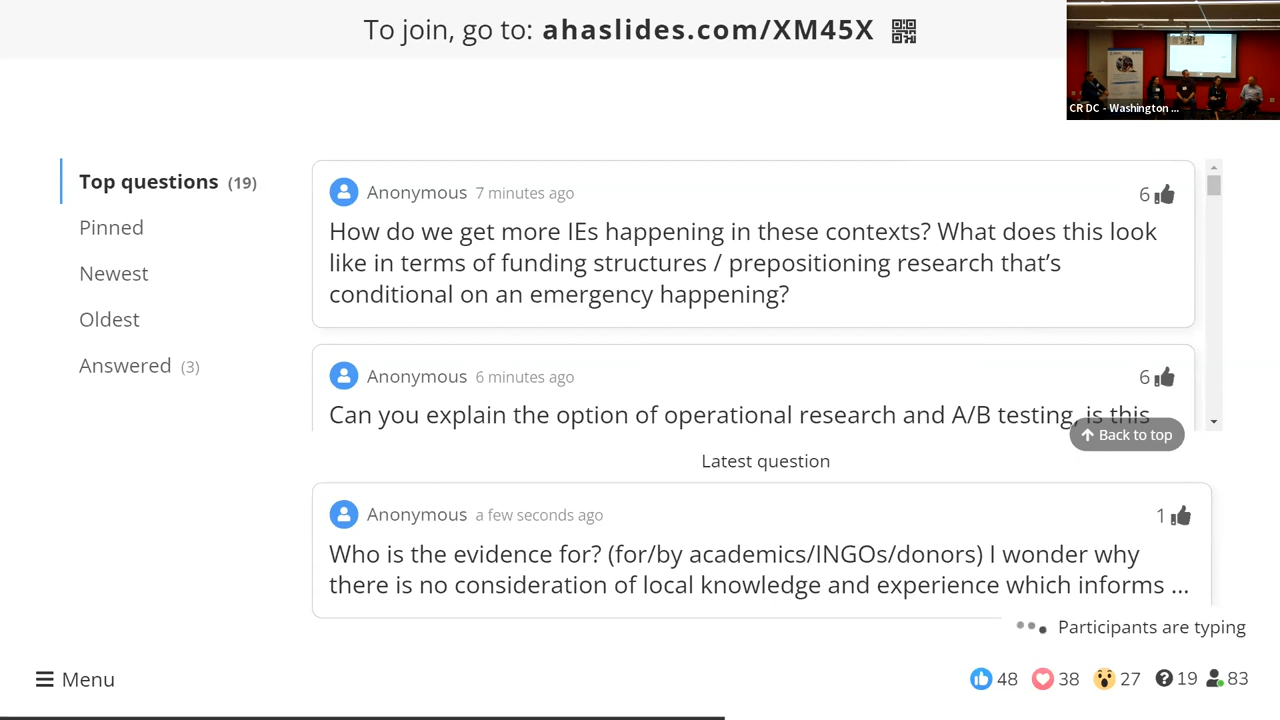 To join, go to: ahaslides.com/XM45X
CR DC - Washington ...
Top questions (19)
Pinned
Newest
Oldest
Answered (3)
Anonymous 7 minutes ago
6
How do we get more IEs happening in these contexts? What does this look
like in terms of funding structures / prepositioning research that's
conditional on an emergency happening?
Anonymous 6 minutes ago
6
Can you explain the option of operational research and A/B testing, is this
Back to top
Latest question
Anonymous a few seconds ago
1
Who is the evidence for? (for/by academics/INGOs/donors) I wonder why
there is no consideration of local knowledge and experience which informs ...
Participants are typing
Menu
48 38 27 19 83